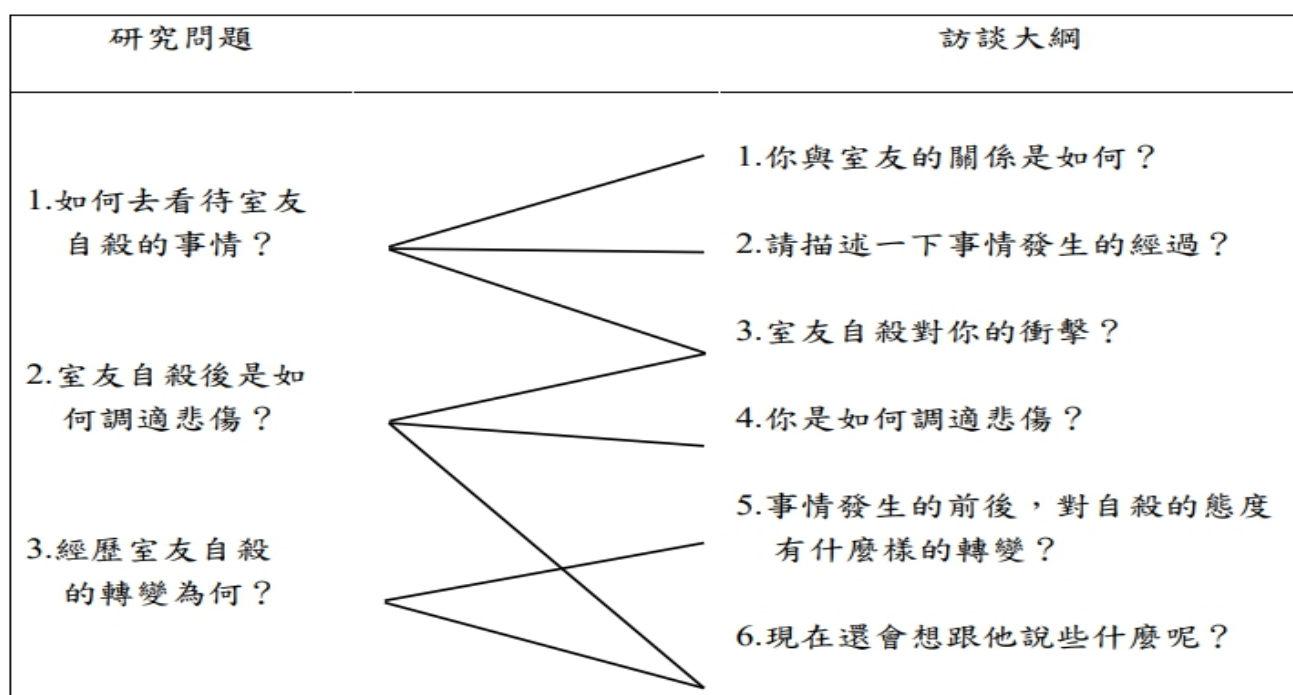 研究問題
訪談大綱
1.如何去看待室友
自殺的事情？
2.室友自殺後是如
何調適悲傷？
3.經歷室友自殺
的轉變為何？
1.你與室友的關係是如何？
2.請描述一下事情發生的經過？
3.室友自殺對你的衝擊？
4.你是如何調適悲傷？
5.事情發生的前後，對自殺的態度
有什麼樣的轉變？
6.現在還會想跟他說些什麼呢？